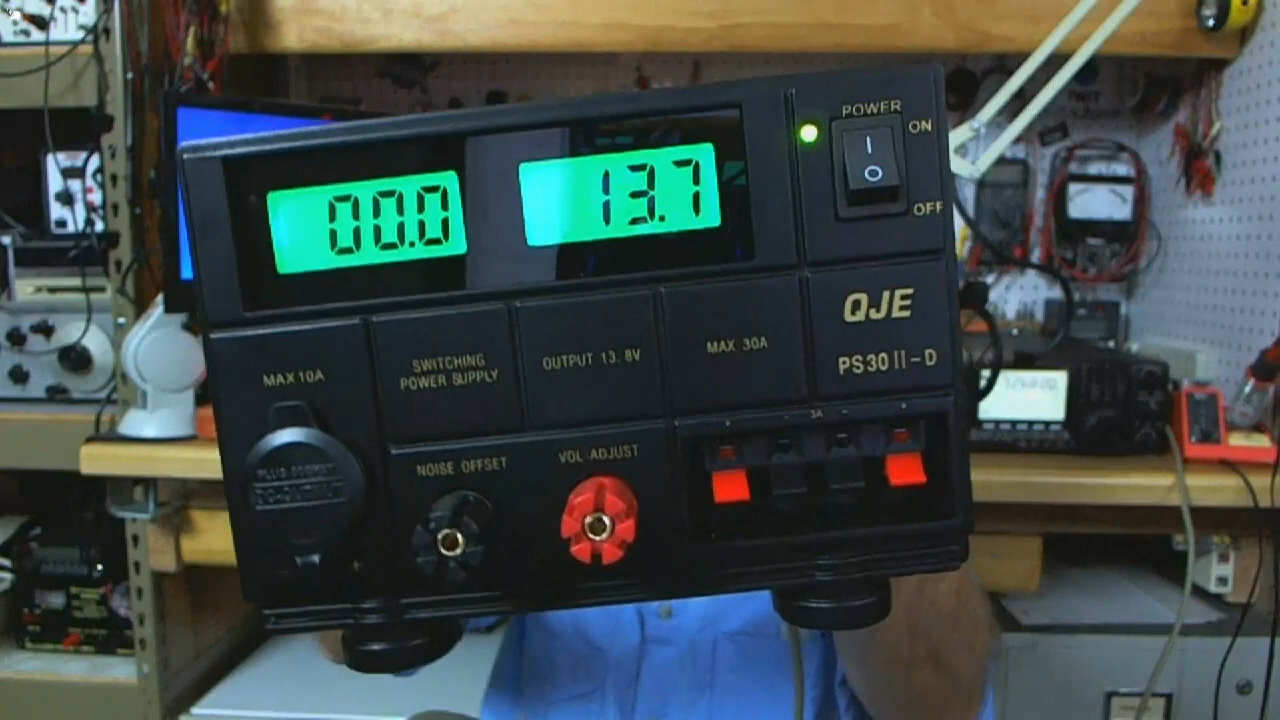 POWER
ON
00.0
13.7
OFF
QJE
MAX 10A
SWITCHING
POWER SUPPLY
OUTPUT 13.8V
MAX 30A
PS30II-D
3A
NOISE OFFSET
VOL ADJUST